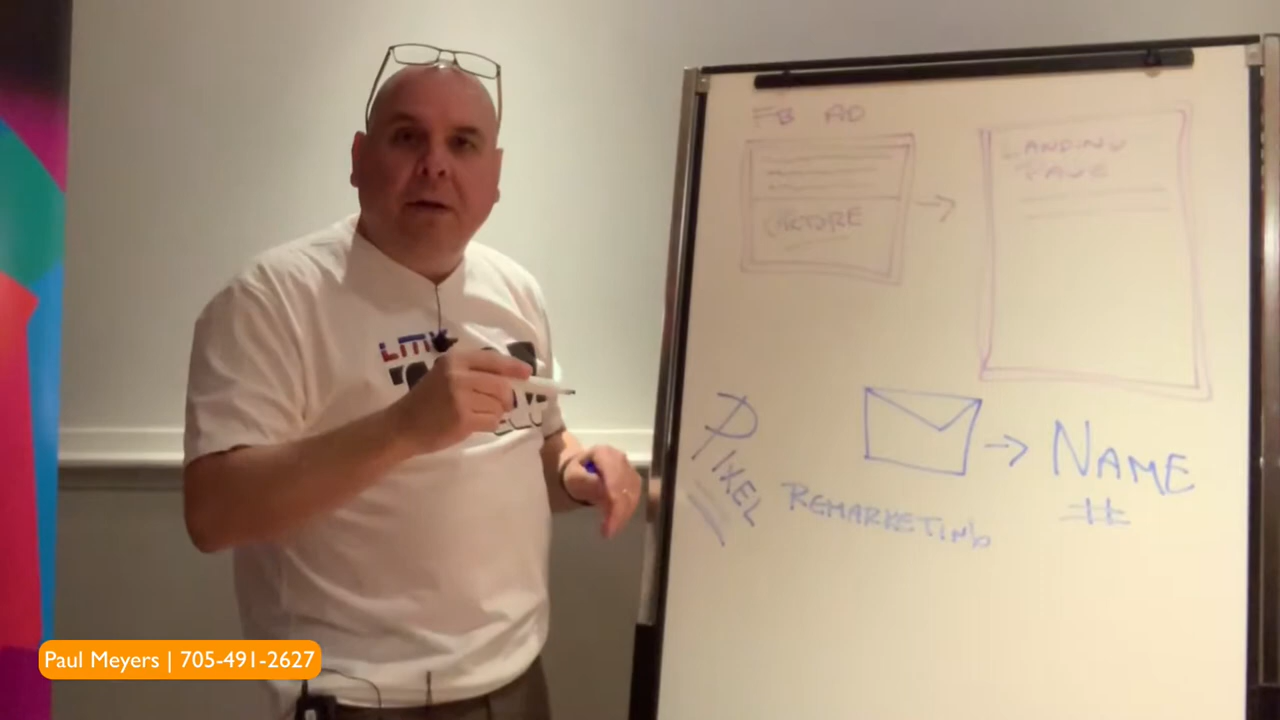 FB AD
LANDING
PAGE
PICTURE
PIXEL
NAME
#
REMARKETING
Paul Meyers | 705-491-2627